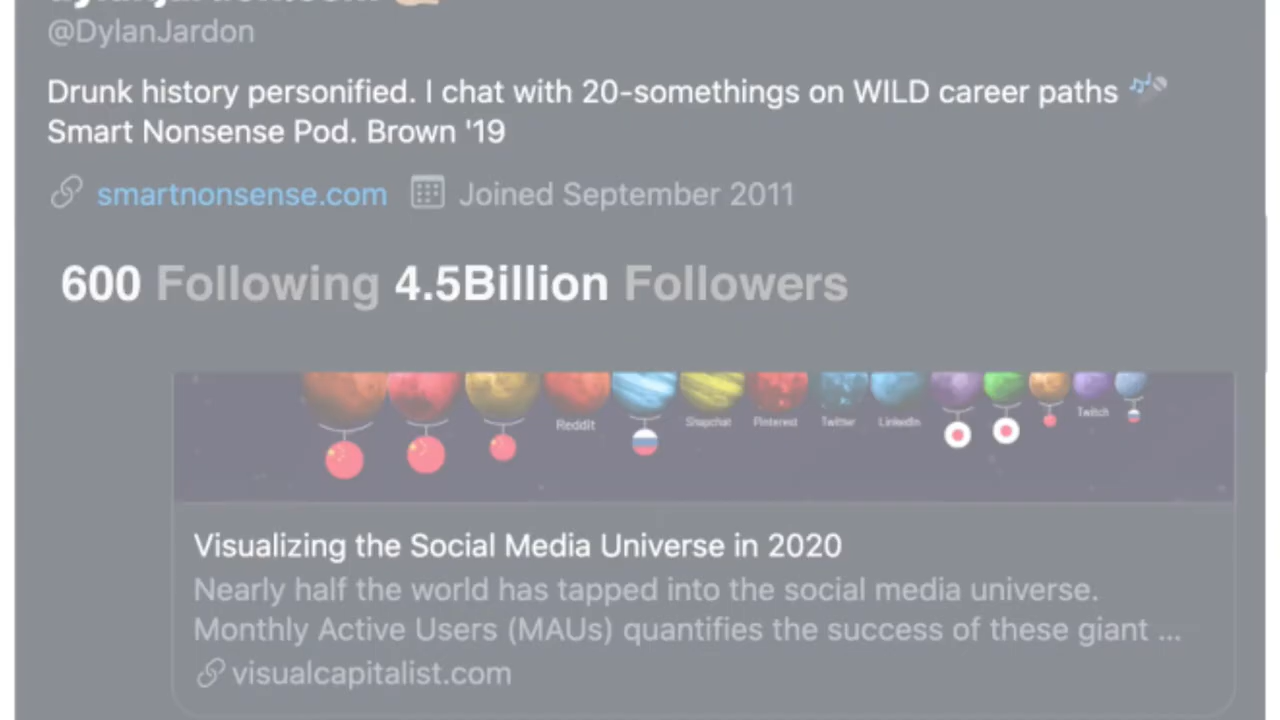 @DylanJardon
Drunk history personified. I chat with 20-somethings on WILD career paths
Smart Nonsense Pod. Brown '19
smartnonsense.com Joined September 2011
600 Following 4.5Billion Followers
Reddit Snapchat Pinterest Twitter LinkedIn Twitch
Visualizing the Social Media Universe in 2020
Nearly half the world has tapped into the social media universe.
Monthly Active Users (MAUs) quantifies the success of these giant ...
visualcapitalist.com